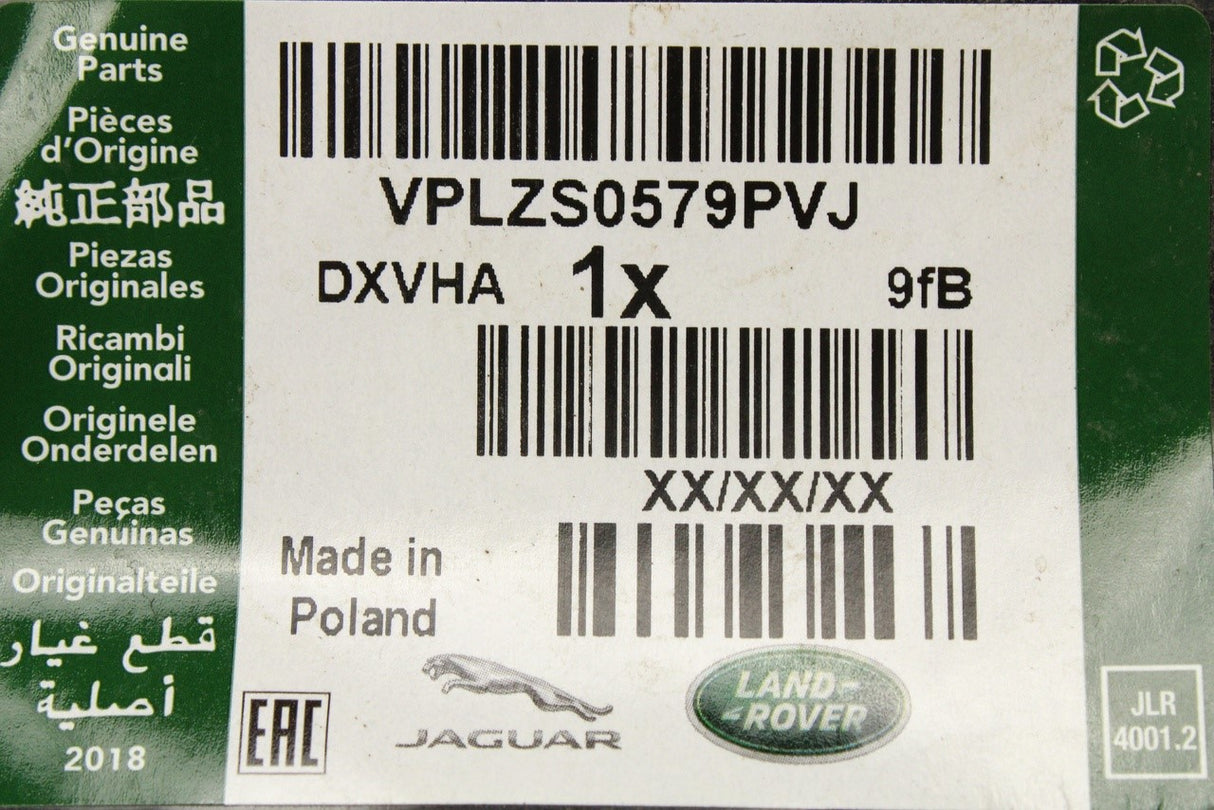 Genuine
Parts
Pièces
d'Origine
純正部品
Piezas
Originales
Ricambi
Originali
Originele
Onderdelen
Peças
Genuinas
Originalteile
قطع غيار
أصلية
2018
VPLZS0579PVJ
DXVHA 1x 9fB
XX/XX/XX
Made in
Poland
EAC
JAGUAR
LAND-
-ROVER
JLR
4001.2